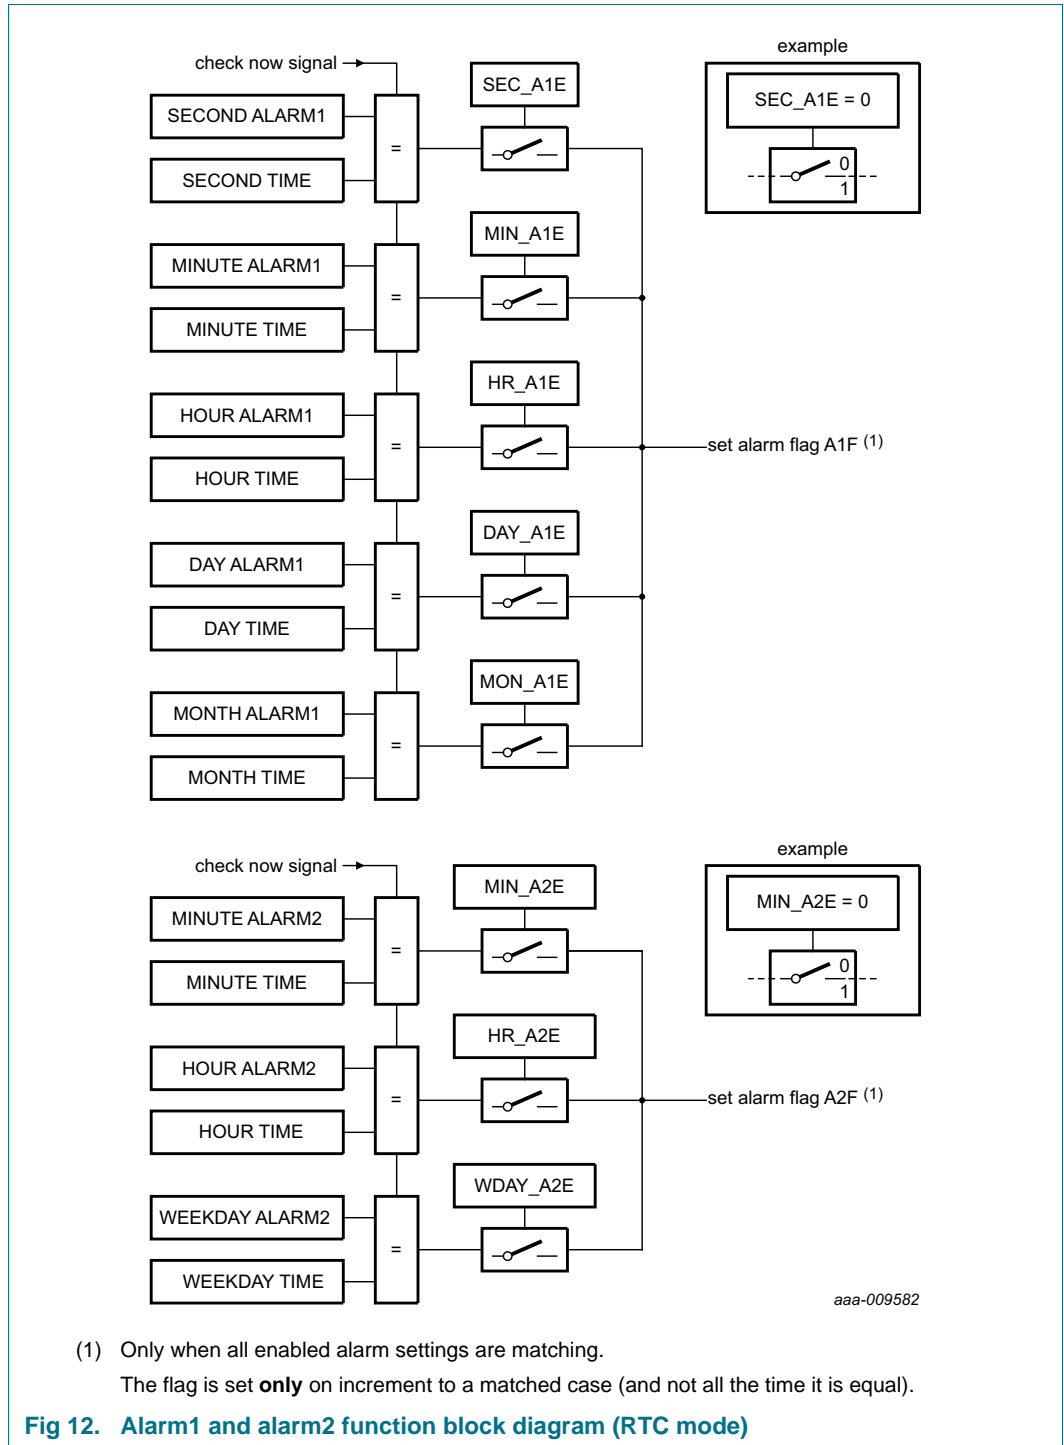 example
check now signal
SEC_A1E
SEC_A1E = 0
SECOND ALARM1
=
0
1
SECOND TIME
MIN_A1E
MINUTE ALARM1
=
MINUTE TIME
HR_A1E
HOUR ALARM1
=
set alarm flag A1F (1)
HOUR TIME
DAY_A1E
DAY ALARM1
=
DAY TIME
MON_A1E
MONTH ALARM1
=
MONTH TIME
example
check now signal
MIN_A2E
MIN_A2E = 0
MINUTE ALARM2
=
0
1
MINUTE TIME
HR_A2E
HOUR ALARM2
=
set alarm flag A2F (1)
HOUR TIME
WDAY_A2E
WEEKDAY ALARM2
=
WEEKDAY TIME
aaa-009582
(1) Only when all enabled alarm settings are matching.
The flag is set only on increment to a matched case (and not all the time it is equal).
Fig 12. Alarm1 and alarm2 function block diagram (RTC mode)